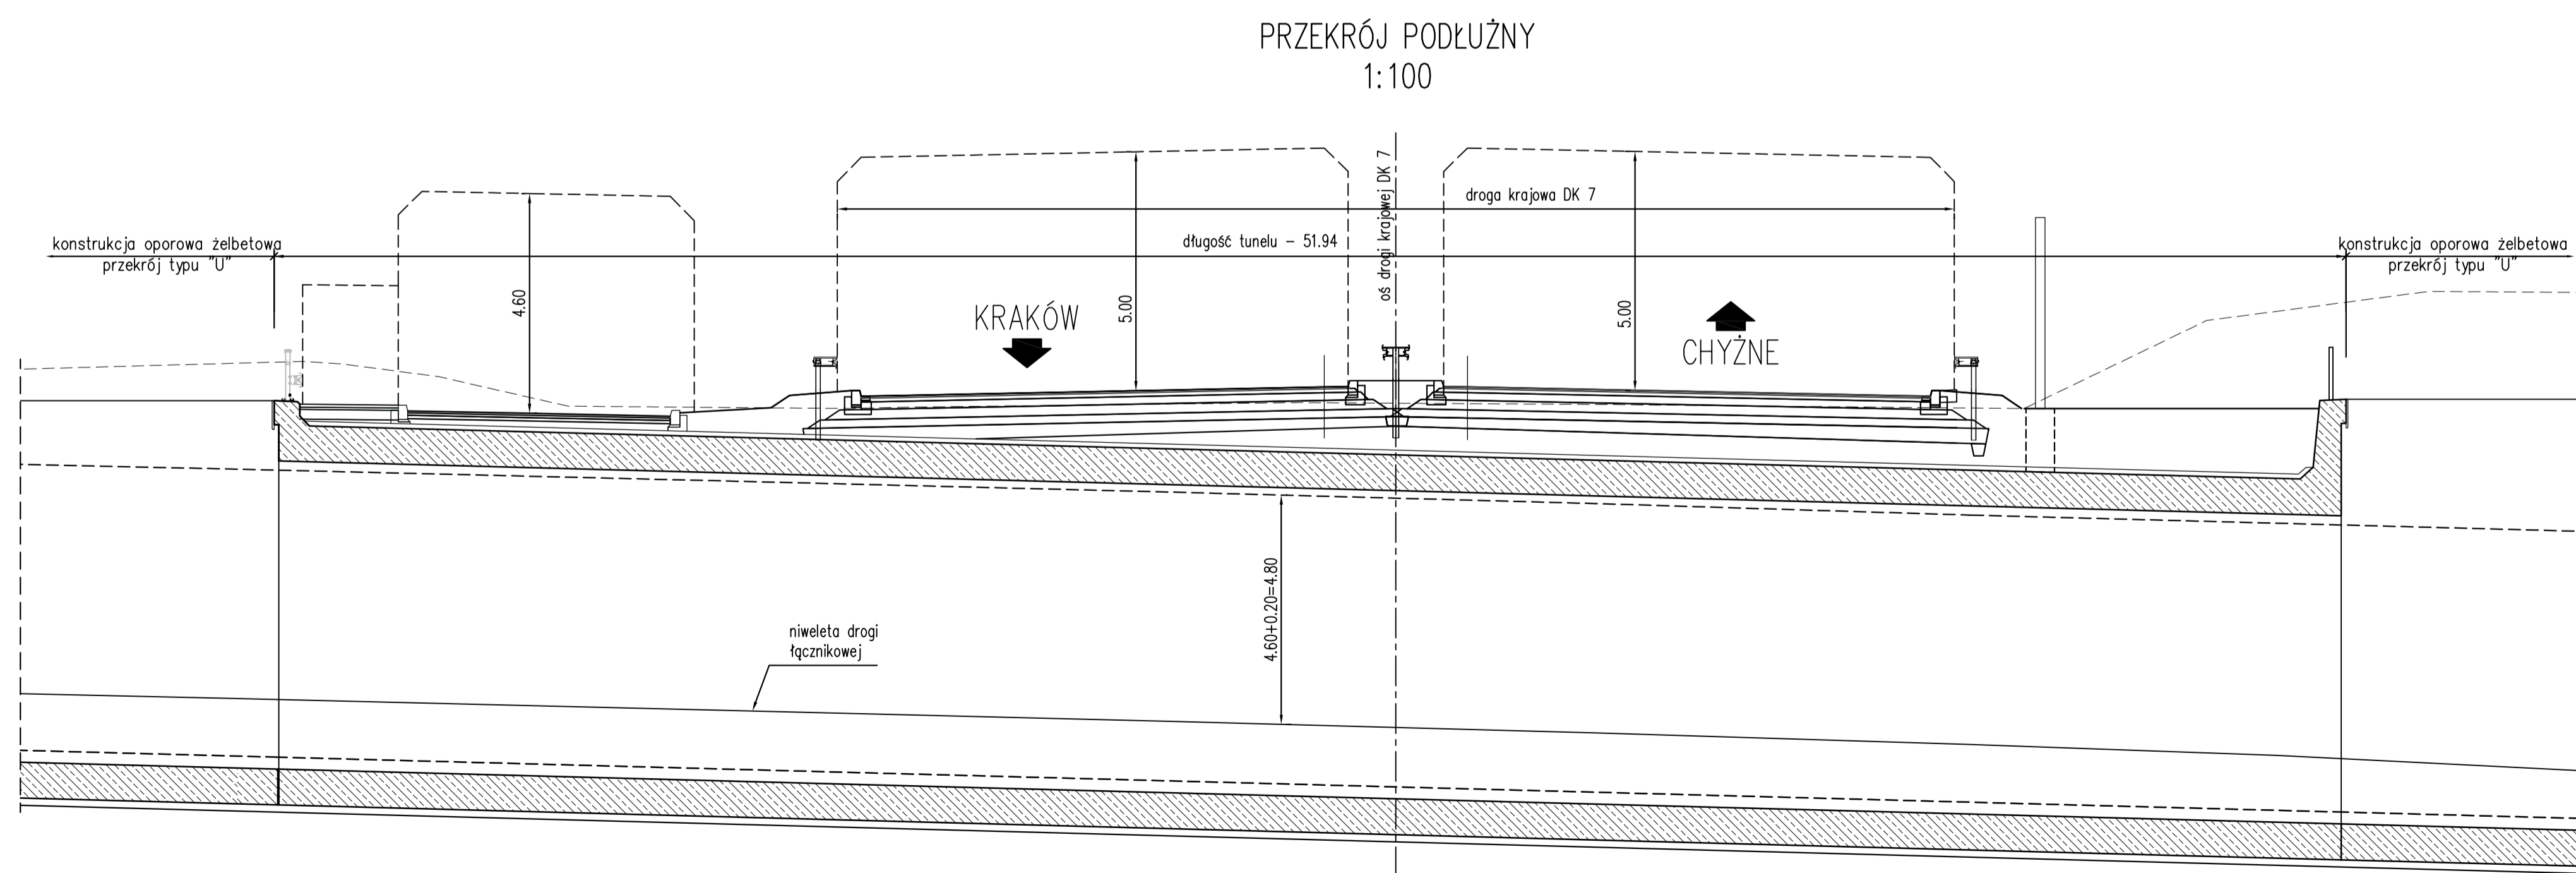 PRZEKRÓJ PODŁUŻNY
1:100
oś drogi krajowej DK 7
droga krajowa DK 7
długość tunelu – 51.94
konstrukcja oporowa żelbetowa
przekrój typu "U"
konstrukcja oporowa żelbetowa
przekrój typu "U"
4.60
KRAKÓW
5.00
5.00
CHYŻNE
4.60+0.20=4.80
niweleta drogi
łącznikowej